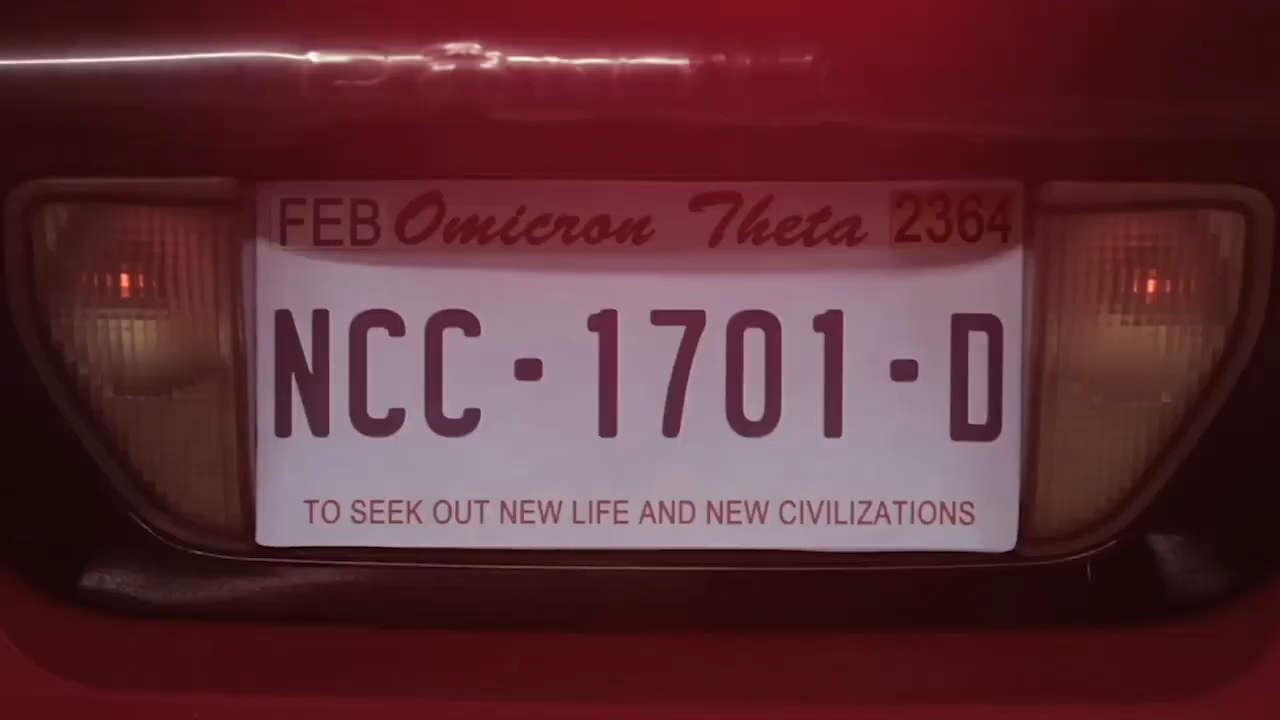 FEB Omicron Theta 2364
NCC·1701·D
TO SEEK OUT NEW LIFE AND NEW CIVILIZATIONS